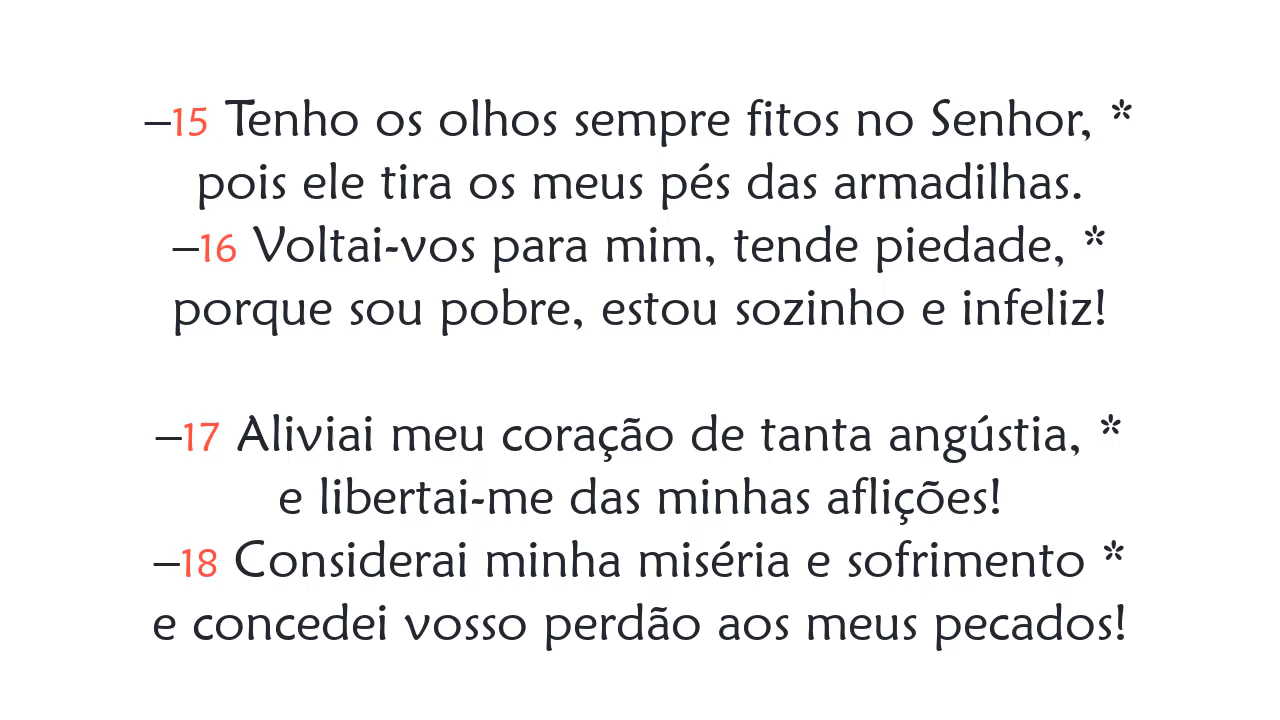 –15 Tenho os olhos sempre fitos no Senhor, *
pois ele tira os meus pés das armadilhas.
–16 Voltai-vos para mim, tende piedade, *
porque sou pobre, estou sozinho e infeliz!
–17 Aliviai meu coração de tanta angústia, *
e libertai-me das minhas aflições!
–18 Considerai minha miséria e sofrimento *
e concedei vosso perdão aos meus pecados!